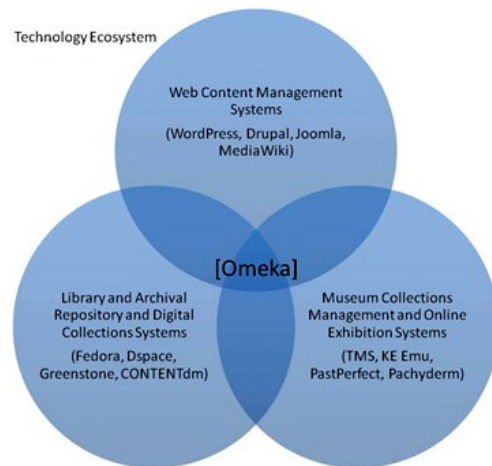 Technology Ecosystem
Web Content Management
Systems
(WordPress, Drupal, Joomla,
MediaWiki)
[Omeka]
Library and Archival
Repository and Digital
Collections Systems
(Fedora, Dspace,
Greenstone, CONTENTdm)
Museum Collections
Management and Online
Exhibition Systems
(TMS, KE Emu,
PastPerfect, Pachyderm)